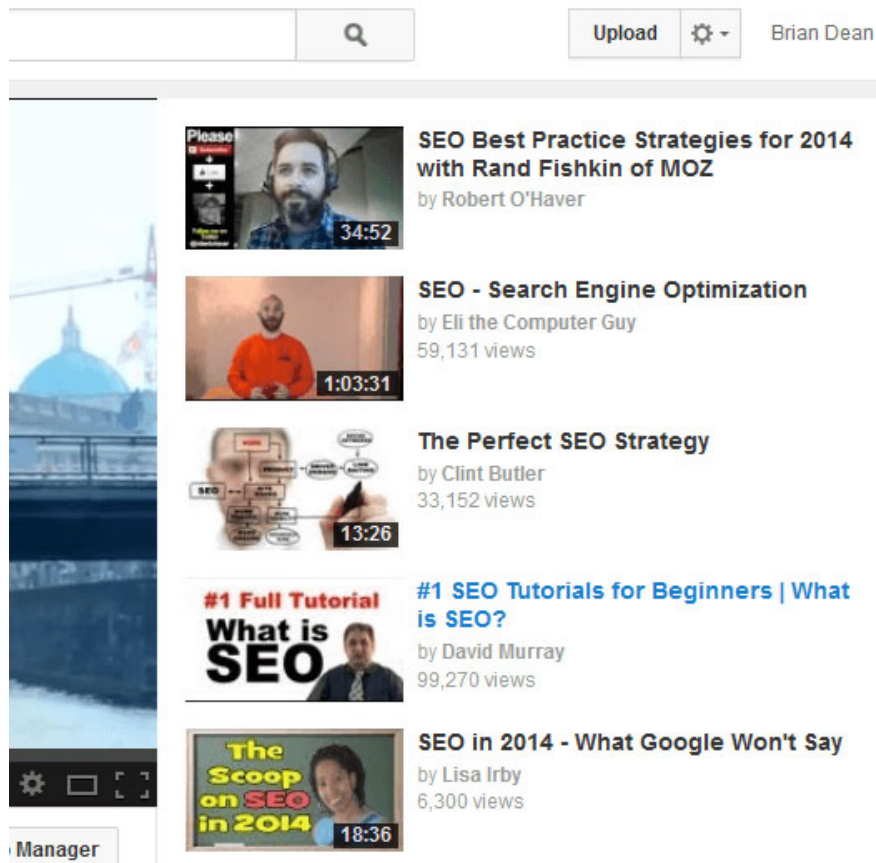 Upload
Brian Dean
Please
34:52
SEO Best Practice Strategies for 2014
with Rand Fishkin of MOZ
by Robert O'Haver
1:03:31
SEO - Search Engine Optimization
by Eli the Computer Guy
59,131 views
SEO
PRODUCT
13:26
The Perfect SEO Strategy
by Clint Butler
33,152 views
#1 Full Tutorial
What is
SEO
#1 SEO Tutorials for Beginners | What
is SEO?
by David Murray
99,270 views
The
Scoop
on SEO
in 2014
18:36
SEO in 2014 - What Google Won't Say
by Lisa Irby
6,300 views
Manager